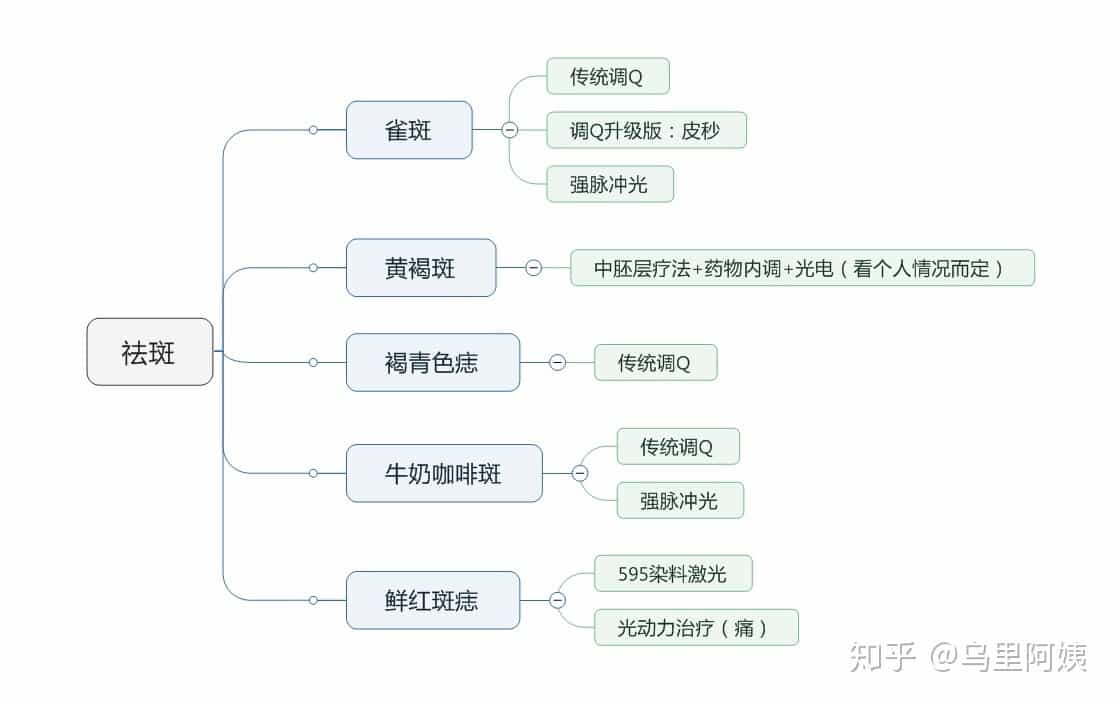 祛斑
雀斑
传统调Q
调Q升级版：皮秒
强脉冲光
黄褐斑
中胚层疗法+药物内调+光电（看个人情况而定）
褐青色痣
传统调Q
牛奶咖啡斑
传统调Q
强脉冲光
鲜红斑痣
595染料激光
光动力治疗（痛）
知乎 @乌里阿姨